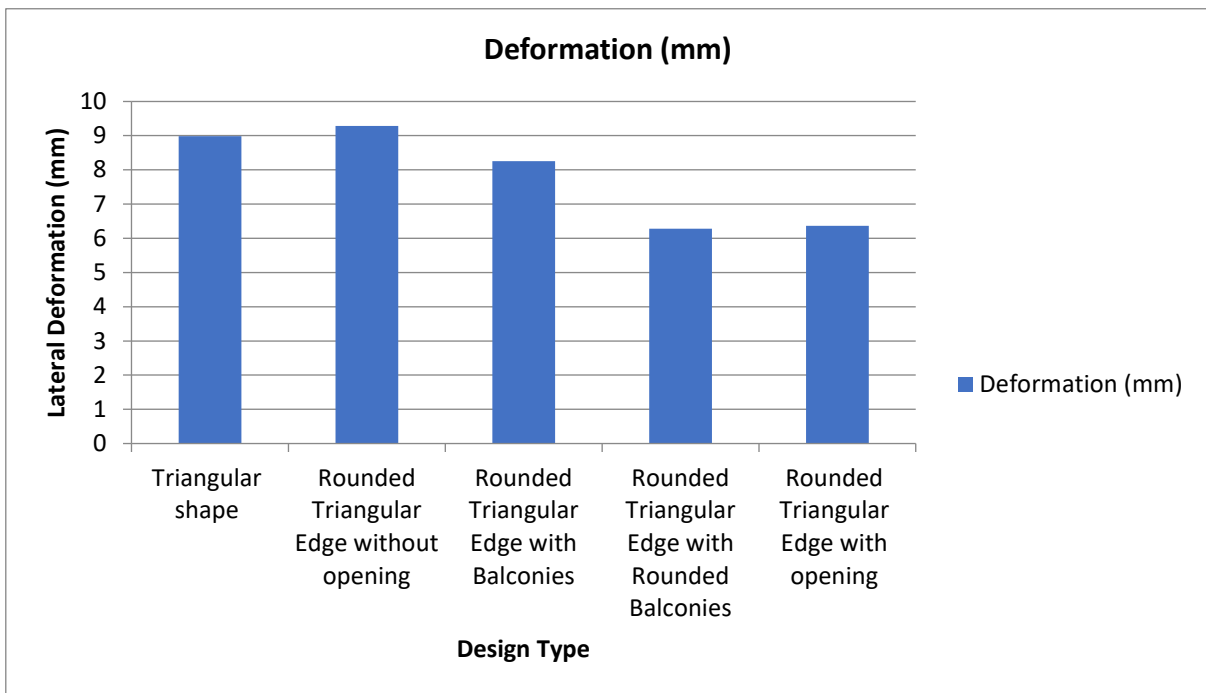 Deformation (mm)
Lateral Deformation (mm)
10
9
8
7
6
5
4
3
2
1
0
Triangular
shape
Rounded
Triangular
Edge without
opening
Rounded
Triangular
Edge with
Balconies
Rounded
Triangular
Edge with
Rounded
Balconies
Rounded
Triangular
Edge with
opening
Design Type
Deformation (mm)